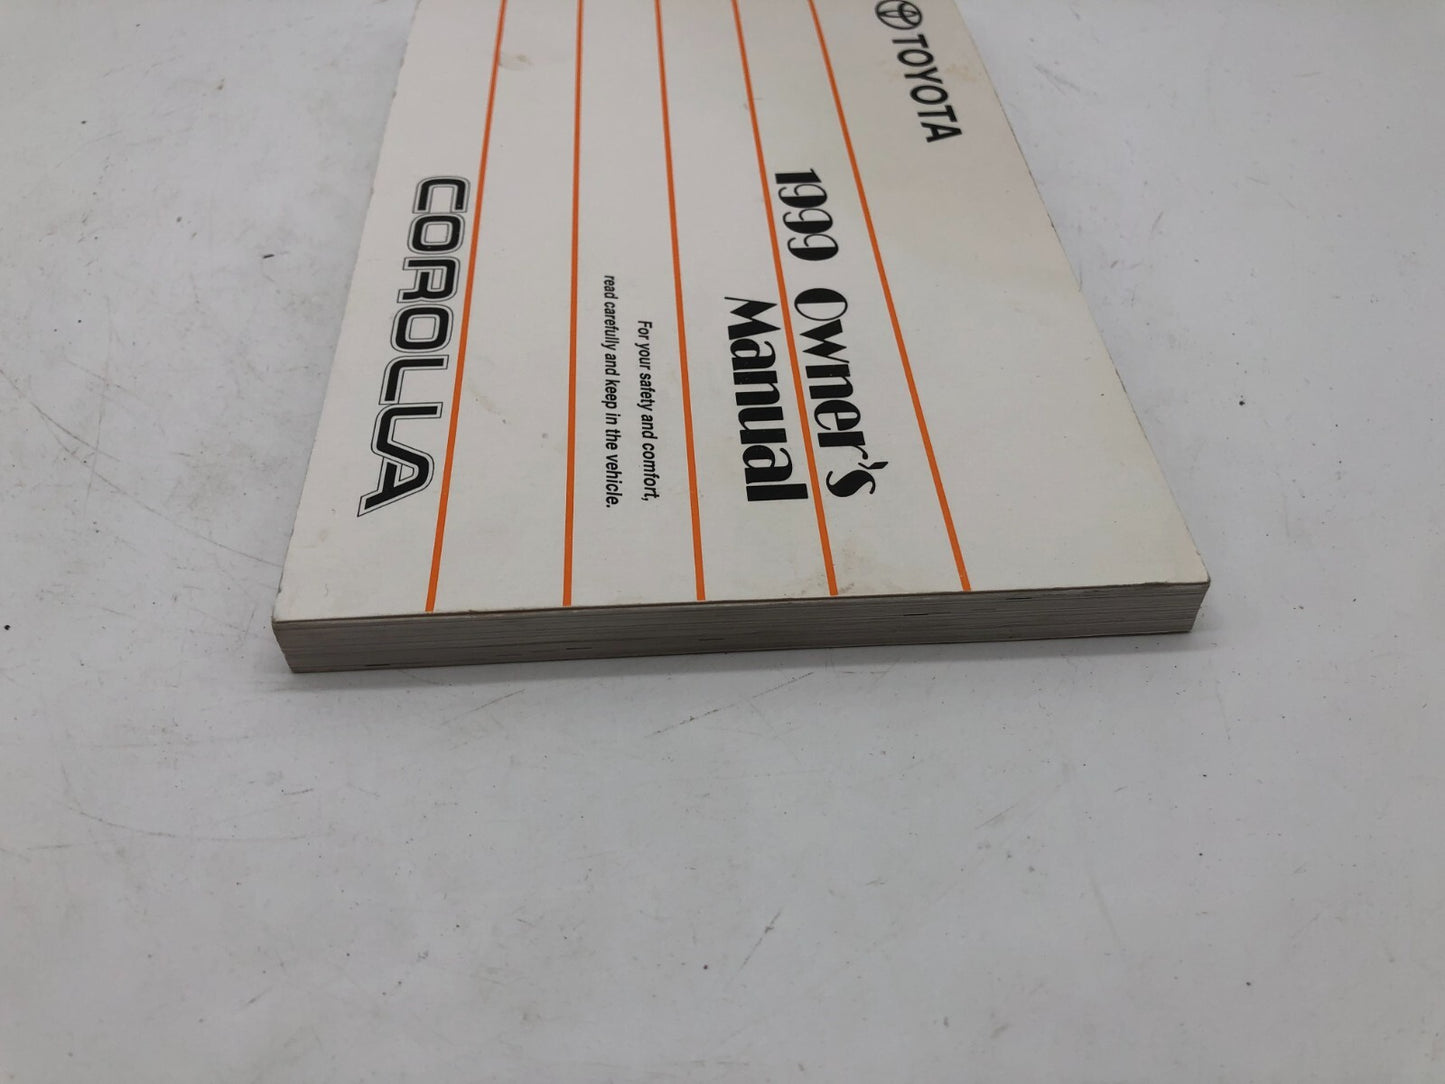 TOYOTA
1999 Owner's
Manual
For your safety and comfort,
read carefully and keep in the vehicle.
COROLLA